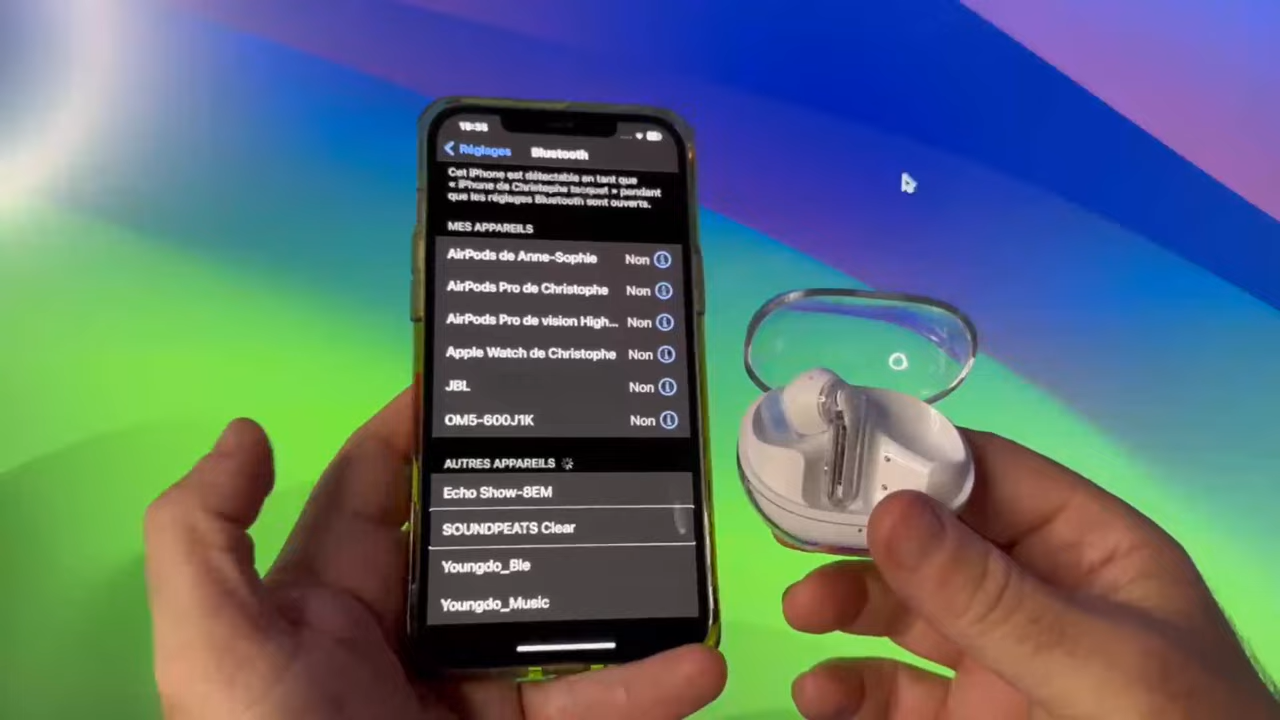 15:35
Réglages
Bluetooth
Cet iPhone est détectable en tant que
« iPhone de Christophe Jacquet » pendant
que les réglages Bluetooth sont ouverts.
MES APPAREILS
AirPods de Anne-Sophie Non
AirPods Pro de Christophe Non
AirPods Pro de vision High... Non
Apple Watch de Christophe Non
JBL Non
OM5-600J1K Non
AUTRES APPAREILS
Echo Show-8EM
SOUNDPEATS Clear
Youngdo_Ble
Youngdo_Music